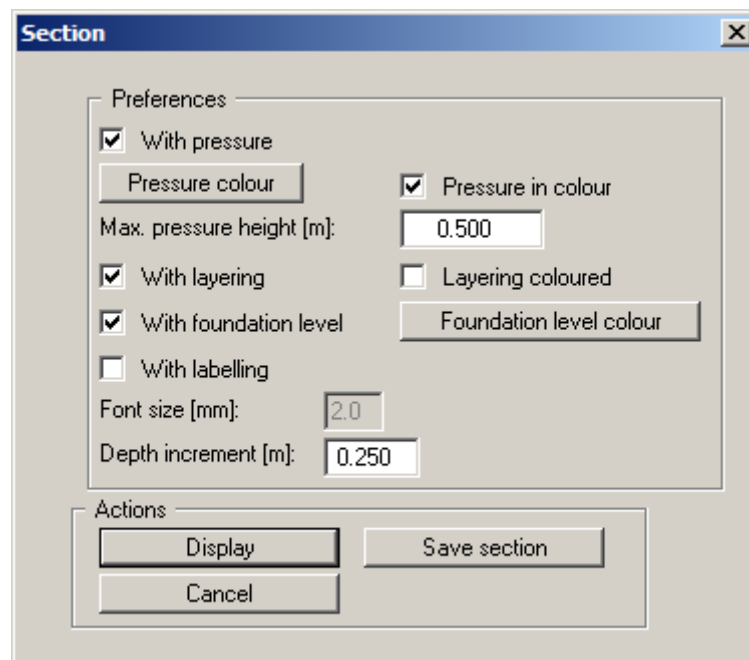 Section
Preferences
With pressure
Pressure colour
Pressure in colour
Max. pressure height [m]: 0.500
With layering
Layering coloured
With foundation level
Foundation level colour
With labelling
Font size [mm]: 2.0
Depth increment [m]: 0.250
Actions
Display
Save section
Cancel